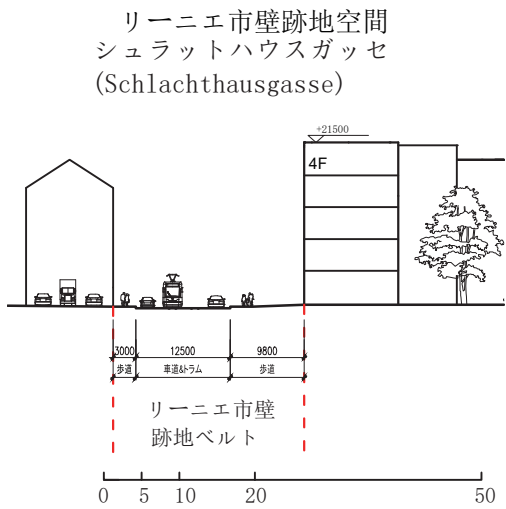 リーニエ市壁跡地空間
シュラットハウスガッセ
(Schlachthausgasse)
+21500
4F
3000 12500 9800
歩道 車道&トラム 歩道
リーニエ市壁
跡地ベルト
0 5 10 20 50